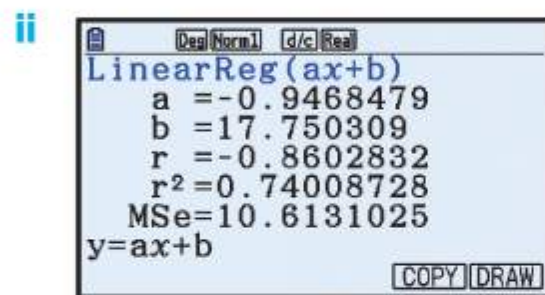 ii
Deg Norm1 d/c Real
LinearReg(ax+b)
a =-0.9468479
b =17.750309
r =-0.8602832
r²=0.74008728
MSe=10.6131025
y=ax+b
COPY DRAW